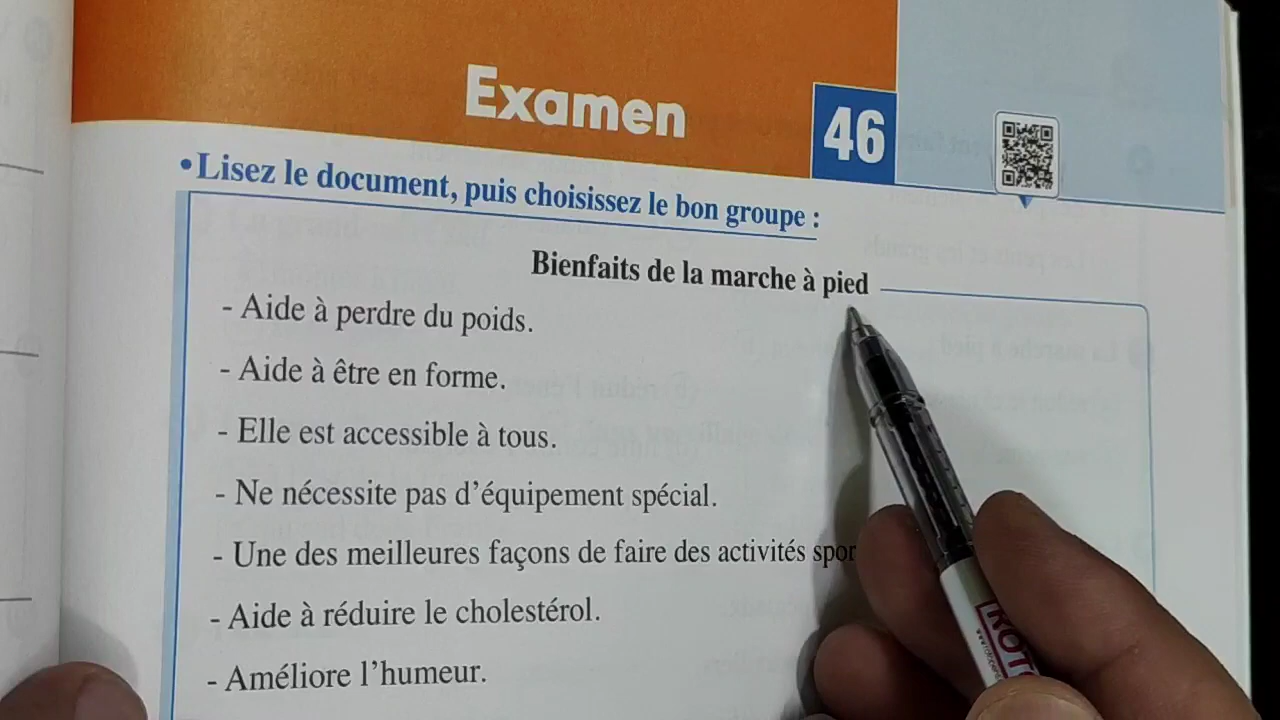 Examen
46
•Lisez le document, puis choisissez le bon groupe :
Bienfaits de la marche à pied
- Aide à perdre du poids.
- Aide à être en forme.
- Elle est accessible à tous.
- Ne nécessite pas d'équipement spécial.
- Une des meilleures façons de faire des activités spor
- Aide à réduire le cholestérol.
- Améliore l'humeur.